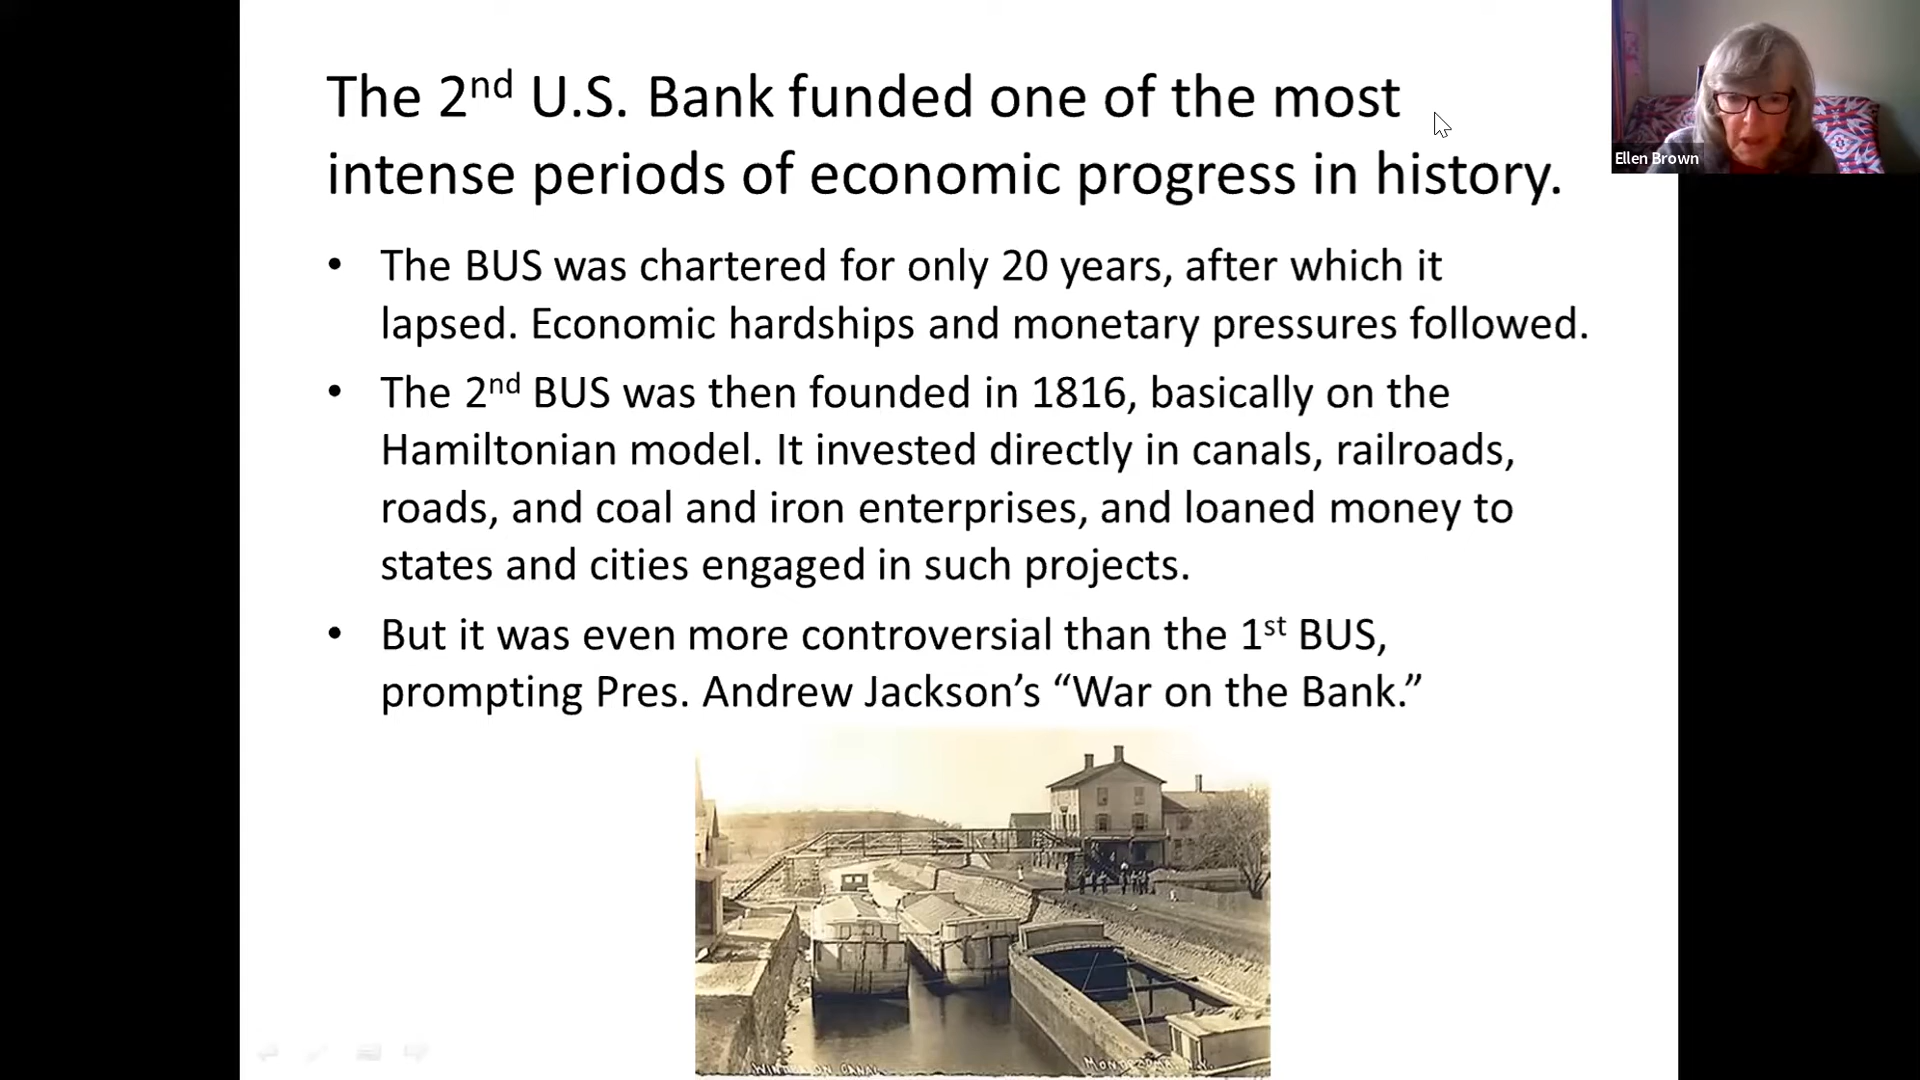 The 2nd U.S. Bank funded one of the most
intense periods of economic progress in history.
Ellen Brown
• The BUS was chartered for only 20 years, after which it
lapsed. Economic hardships and monetary pressures followed.
• The 2nd BUS was then founded in 1816, basically on the
Hamiltonian model. It invested directly in canals, railroads,
roads, and coal and iron enterprises, and loaned money to
states and cities engaged in such projects.
• But it was even more controversial than the 1st BUS,
prompting Pres. Andrew Jackson’s “War on the Bank.”
CANAL